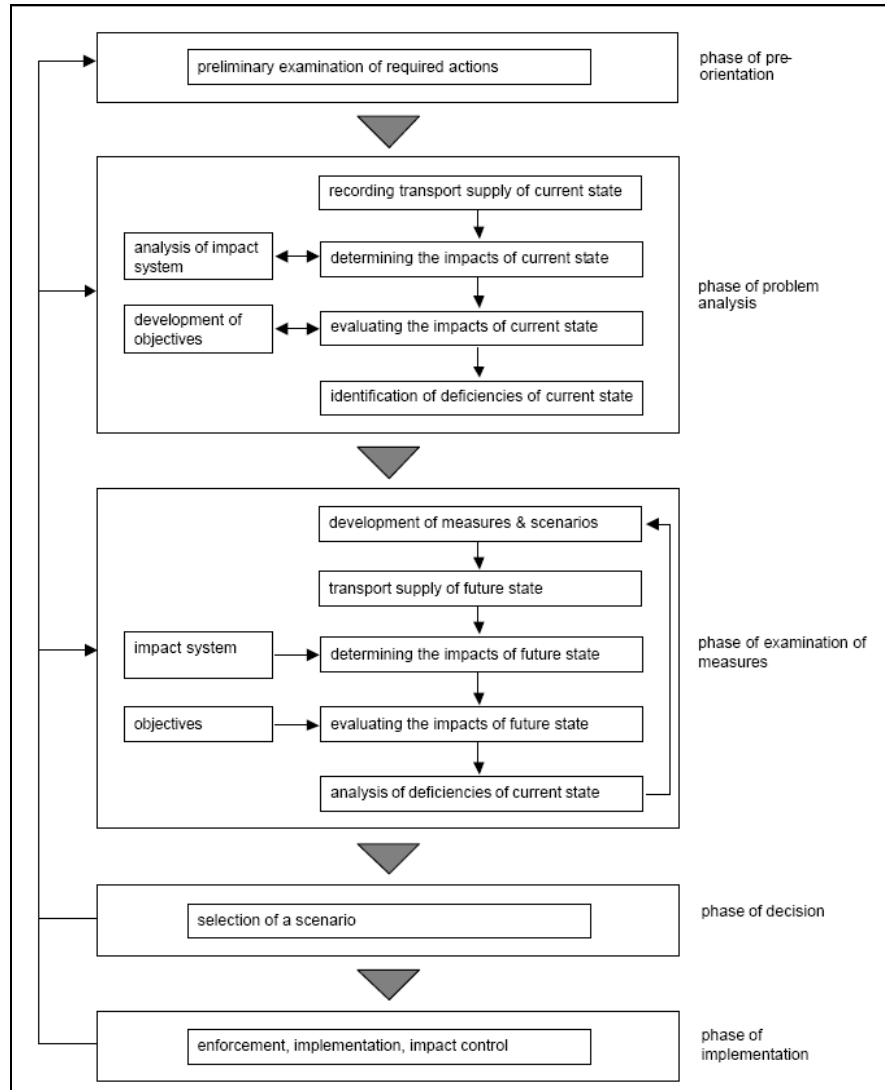 preliminary examination of required actions
phase of pre-
orientation
recording transport supply of current state
analysis of impact
system
determining the impacts of current state
phase of problem
analysis
development of
objectives
evaluating the impacts of current state
identification of deficiencies of current state
development of measures & scenarios
transport supply of future state
impact system
determining the impacts of future state
phase of examination of
measures
objectives
evaluating the impacts of future state
analysis of deficiencies of current state
selection of a scenario
phase of decision
enforcement, implementation, impact control
phase of
implementation